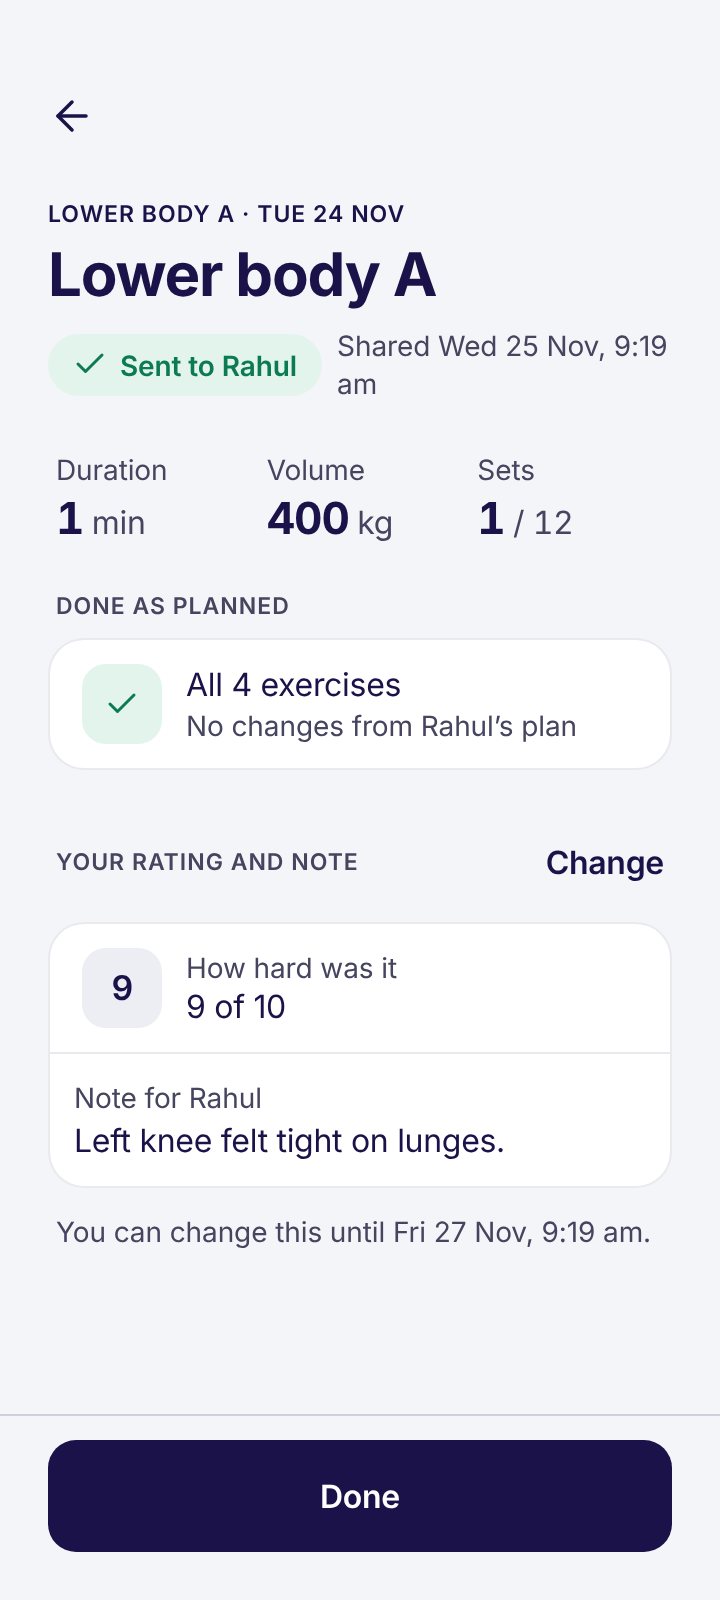 LOWER BODY A · TUE 24 NOV
Lower body A
Sent to Rahul
Shared Wed 25 Nov, 9:19
am
Duration
1 min
Volume
400 kg
Sets
1 / 12
DONE AS PLANNED
All 4 exercises
No changes from Rahul’s plan
YOUR RATING AND NOTE
Change
9
How hard was it
9 of 10
Note for Rahul
Left knee felt tight on lunges.
You can change this until Fri 27 Nov, 9:19 am.
Done